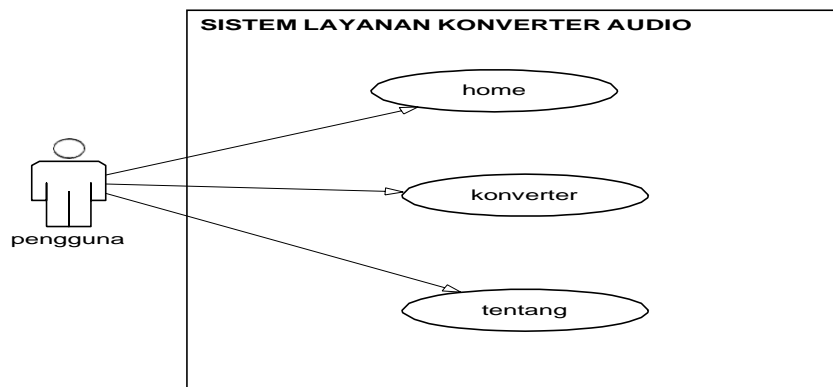 SISTEM LAYANAN KONVERTER AUDIO
home
konverter
pengguna
tentang